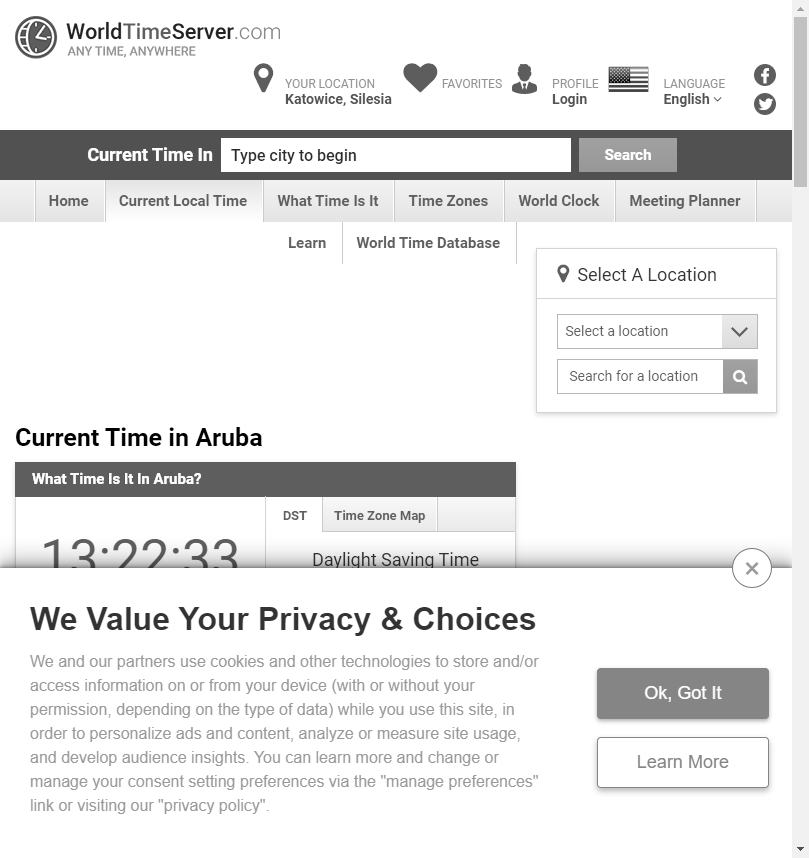 WorldTimeServer.com
ANY TIME, ANYWHERE
YOUR LOCATION
Katowice, Silesia
FAVORITES
PROFILE
Login
LANGUAGE
English
Current Time In
Type city to begin
Search
Home
Current Local Time
What Time Is It
Time Zones
World Clock
Meeting Planner
Learn
World Time Database
Select A Location
Select a location
Search for a location
Current Time in Aruba
What Time Is It In Aruba?
DST
Time Zone Map
13:22:33
Daylight Saving Time
We Value Your Privacy & Choices
We and our partners use cookies and other technologies to store and/or
access information on or from your device (with or without your
permission, depending on the type of data) while you use this site, in
order to personalize ads and content, analyze or measure site usage,
and develop audience insights. You can learn more and change or
manage your consent setting preferences via the "manage preferences"
link or visiting our "privacy policy".
Ok, Got It
Learn More